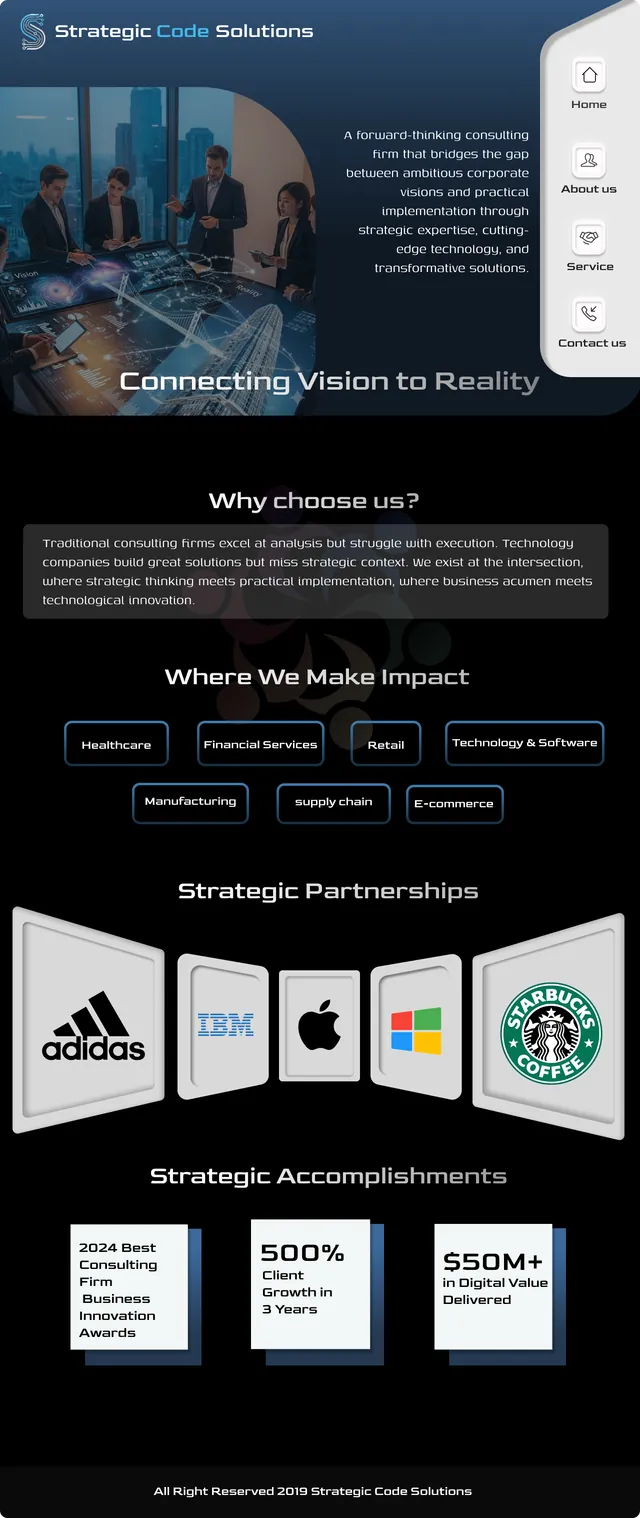 Strategic Code Solutions
Home
About us
Service
Contact us
A forward-thinking consulting
firm that bridges the gap
between ambitious corporate
visions and practical
implementation through
strategic expertise, cutting-
edge technology, and
transformative solutions.
Vision
Reality
Connecting Vision to Reality
Why choose us?
Traditional consulting firms excel at analysis but struggle with execution. Technology
companies build great solutions but miss strategic context. We exist at the intersection,
where strategic thinking meets practical implementation, where business acumen meets
technological innovation.
Where We Make Impact
Healthcare
Financial Services
Retail
Technology & Software
Manufacturing
supply chain
E-commerce
Strategic Partnerships
adidas
IBM
STARBUCKS
COFFEE
Strategic Accomplishments
2024 Best
Consulting
Firm
Business
Innovation
Awards
500%
Client
Growth in
3 Years
$50M+
in Digital Value
Delivered
All Right Reserved 2019 Strategic Code Solutions